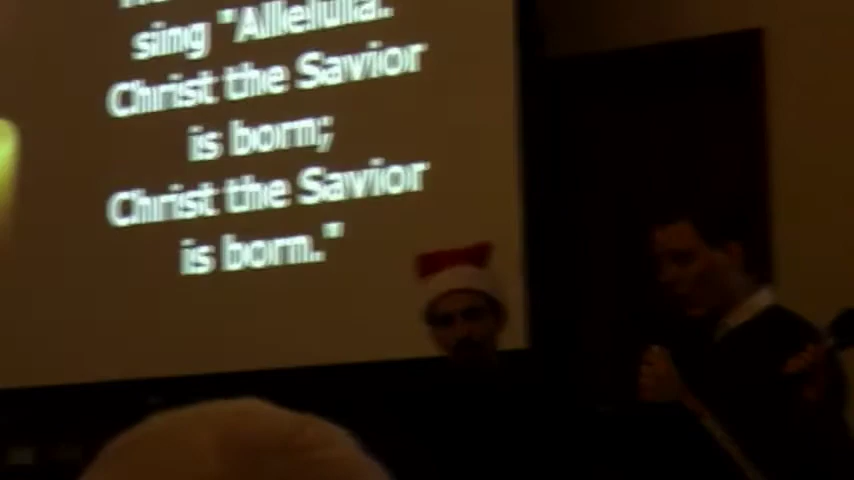 sing "Alleluia.
Christ the Savior
is born;
Christ the Savior
is born."